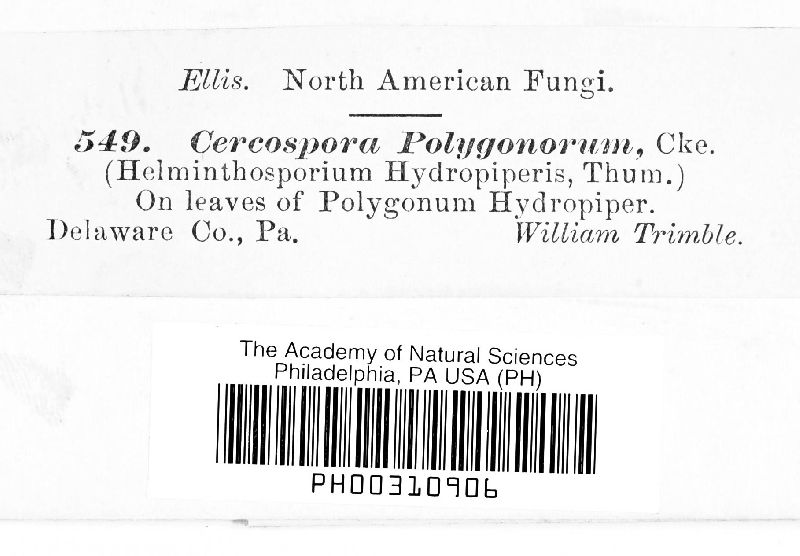 Ellis. North American Fungi.
549. Cercospora Polygonorum, Cke.
(Helminthosporium Hydropiperis, Thum.)
On leaves of Polygonum Hydropiper.
Delaware Co., Pa. William Trimble.
The Academy of Natural Sciences
Philadelphia, PA USA (PH)
PH00310906